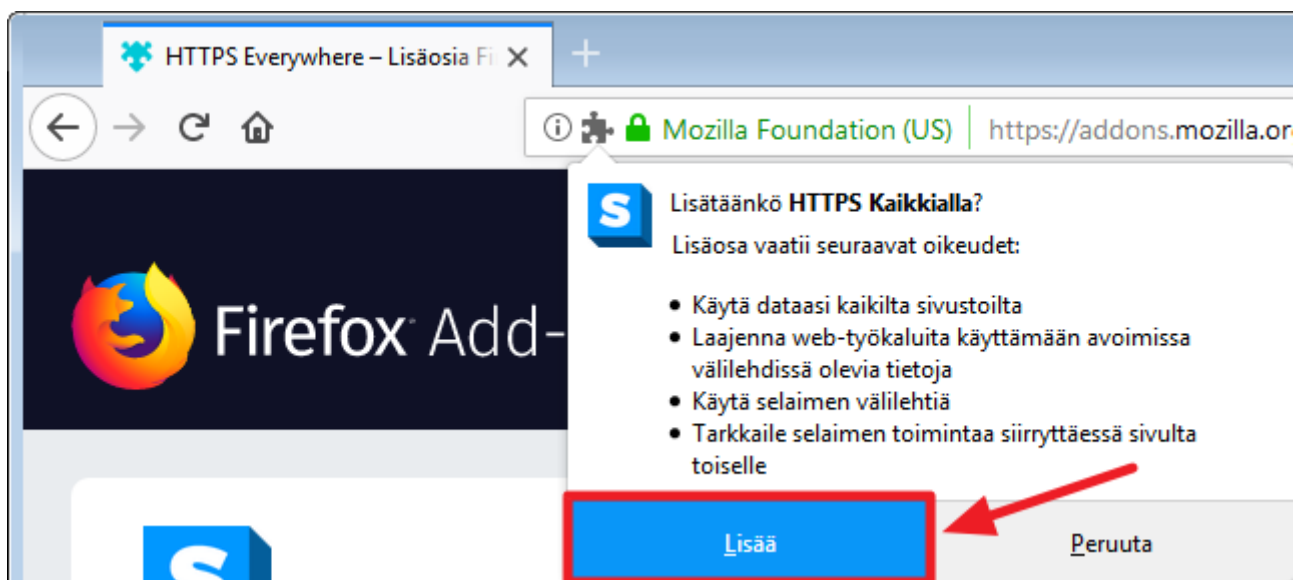 HTTPS Everywhere – Lisäosia Fi
Mozilla Foundation (US) https://addons.mozilla.or
S
Lisätäänkö HTTPS Kaikkialla?
Lisäosa vaatii seuraavat oikeudet:
• Käytä dataasi kaikilta sivustoilta
• Laajenna web-työkaluita käyttämään avoimissa
välilehdissä olevia tietoja
• Käytä selaimen välilehtiä
• Tarkkaile selaimen toimintaa siirryttäessä sivulta
toiselle
Firefox Add-
Lisää Peruuta
S